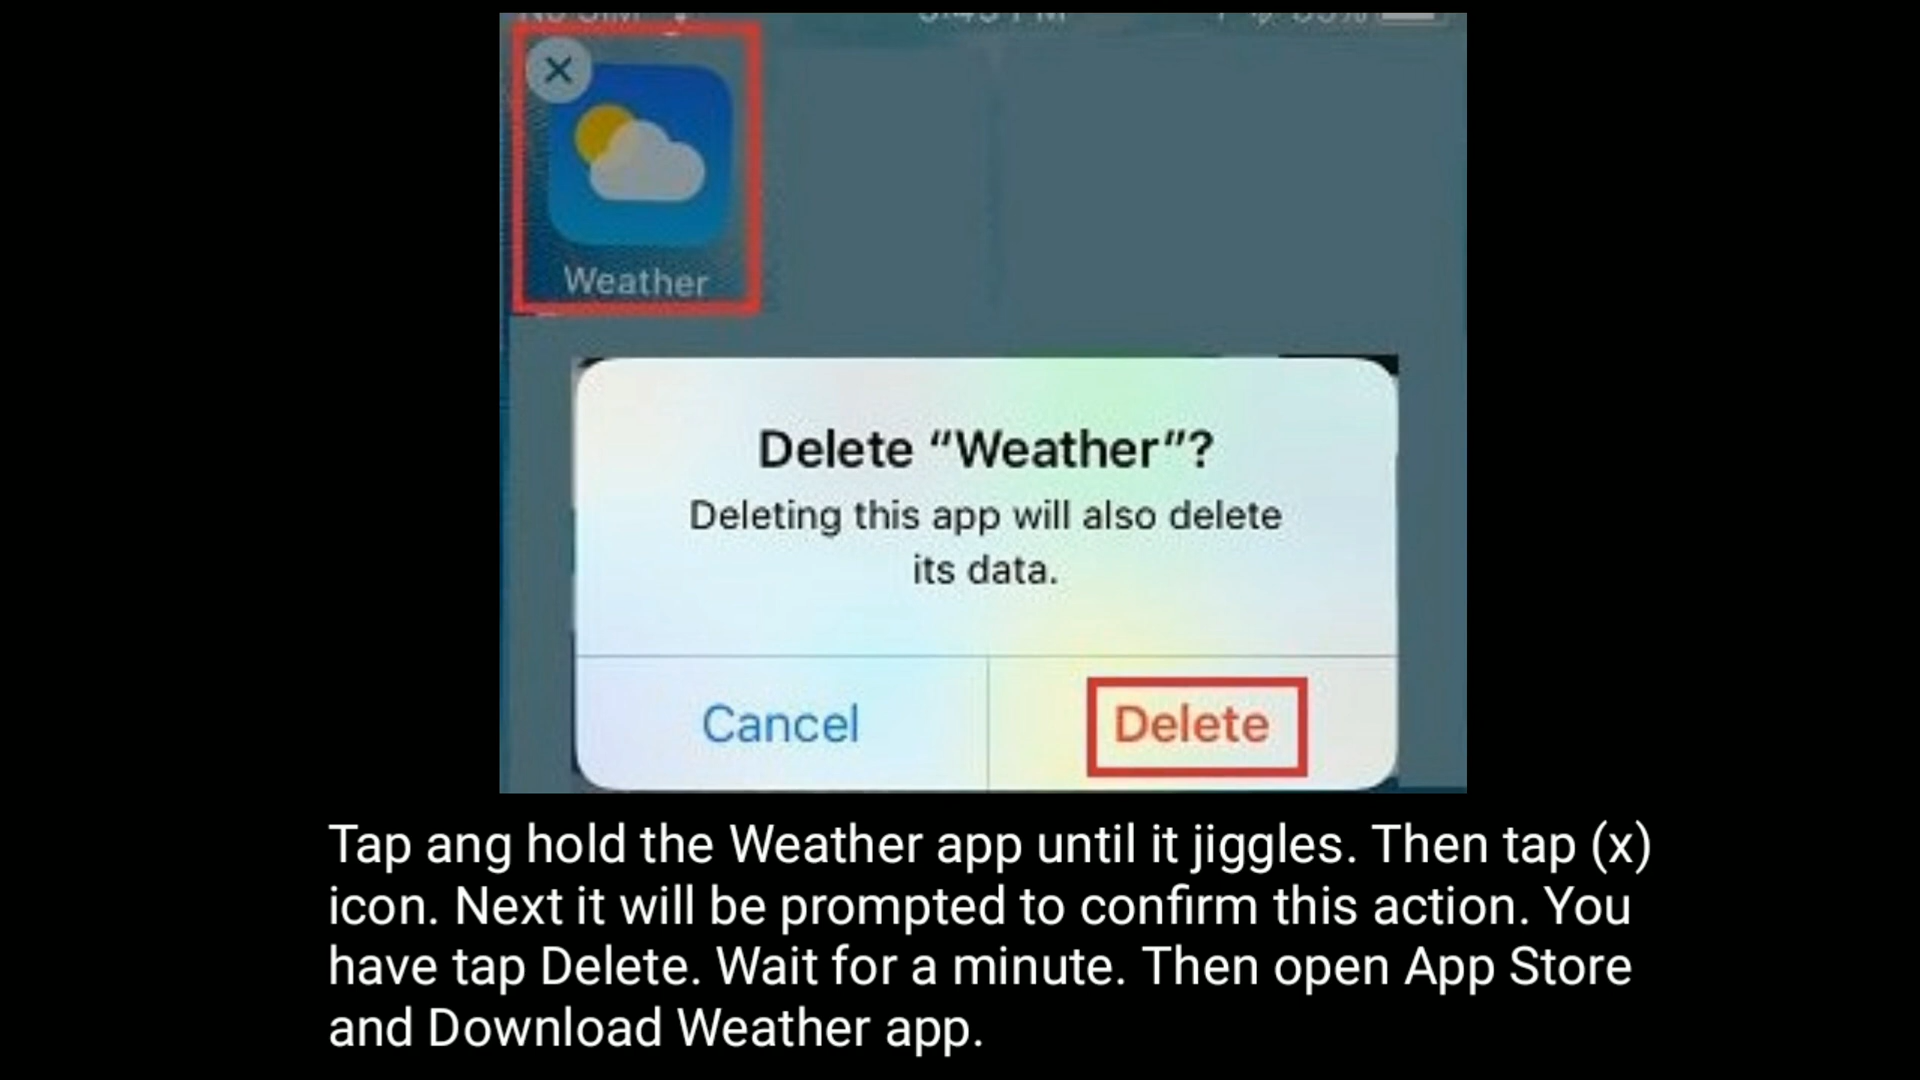 Weather
Delete “Weather”?
Deleting this app will also delete
its data.
Cancel
Delete
Tap ang hold the Weather app until it jiggles. Then tap (x)
icon. Next it will be prompted to confirm this action. You
have tap Delete. Wait for a minute. Then open App Store
and Download Weather app.